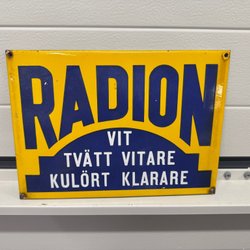 RADION
VIT
TVÄTT VITARE
KULÖRT KLARARE